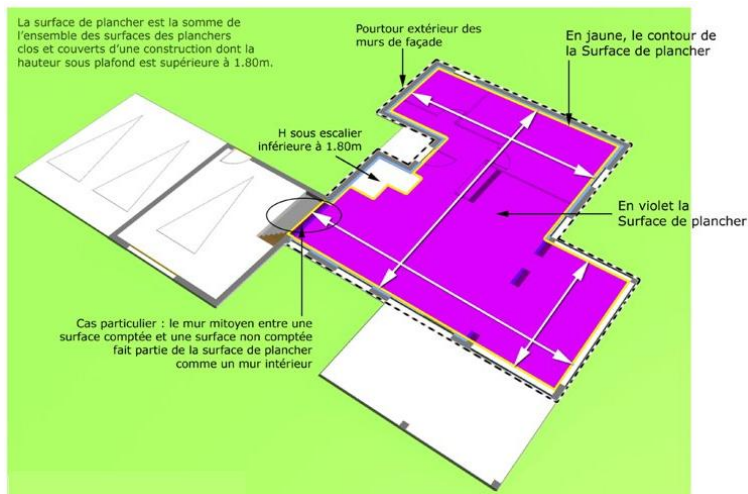 La surface de plancher est la somme de
l'ensemble des surfaces des planchers
clos et couverts d'une construction dont la
hauteur sous plafond est supérieure à 1.80m.
Pourtour extérieur des
murs de façade
En jaune, le contour de
la Surface de plancher
H sous escalier
inférieure à 1.80m
En violet la
Surface de plancher
Cas particulier : le mur mitoyen entre une
surface comptée et une surface non comptée
fait partie de la surface de plancher
comme un mur intérieur